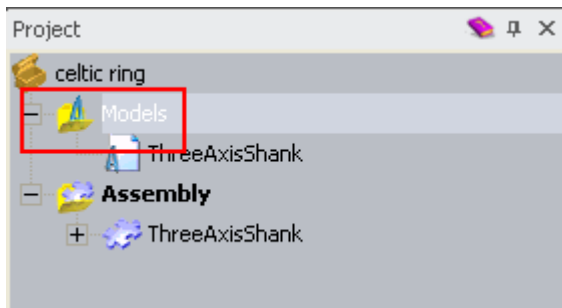 Project
celtic ring
Models
ThreeAxisShank
Assembly
ThreeAxisShank